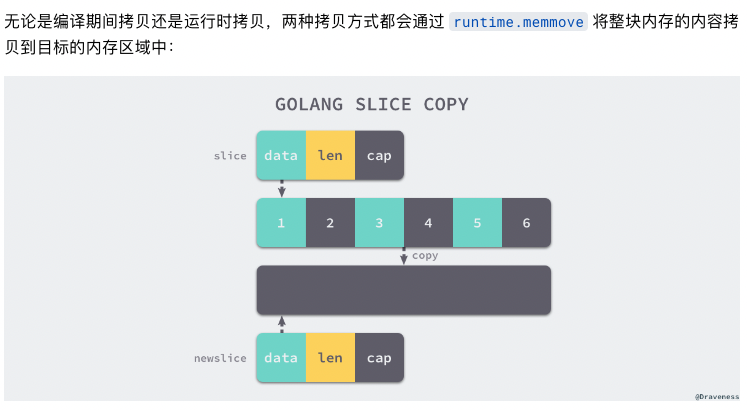 无论是编译期间拷贝还是运行时拷贝，两种拷贝方式都会通过 runtime.memmove 将整块内存的内容拷
贝到目标的内存区域中：
GOLANG SLICE COPY
slice data len cap
1 2 3 4 5 6
copy
newslice data len cap
@Draveness